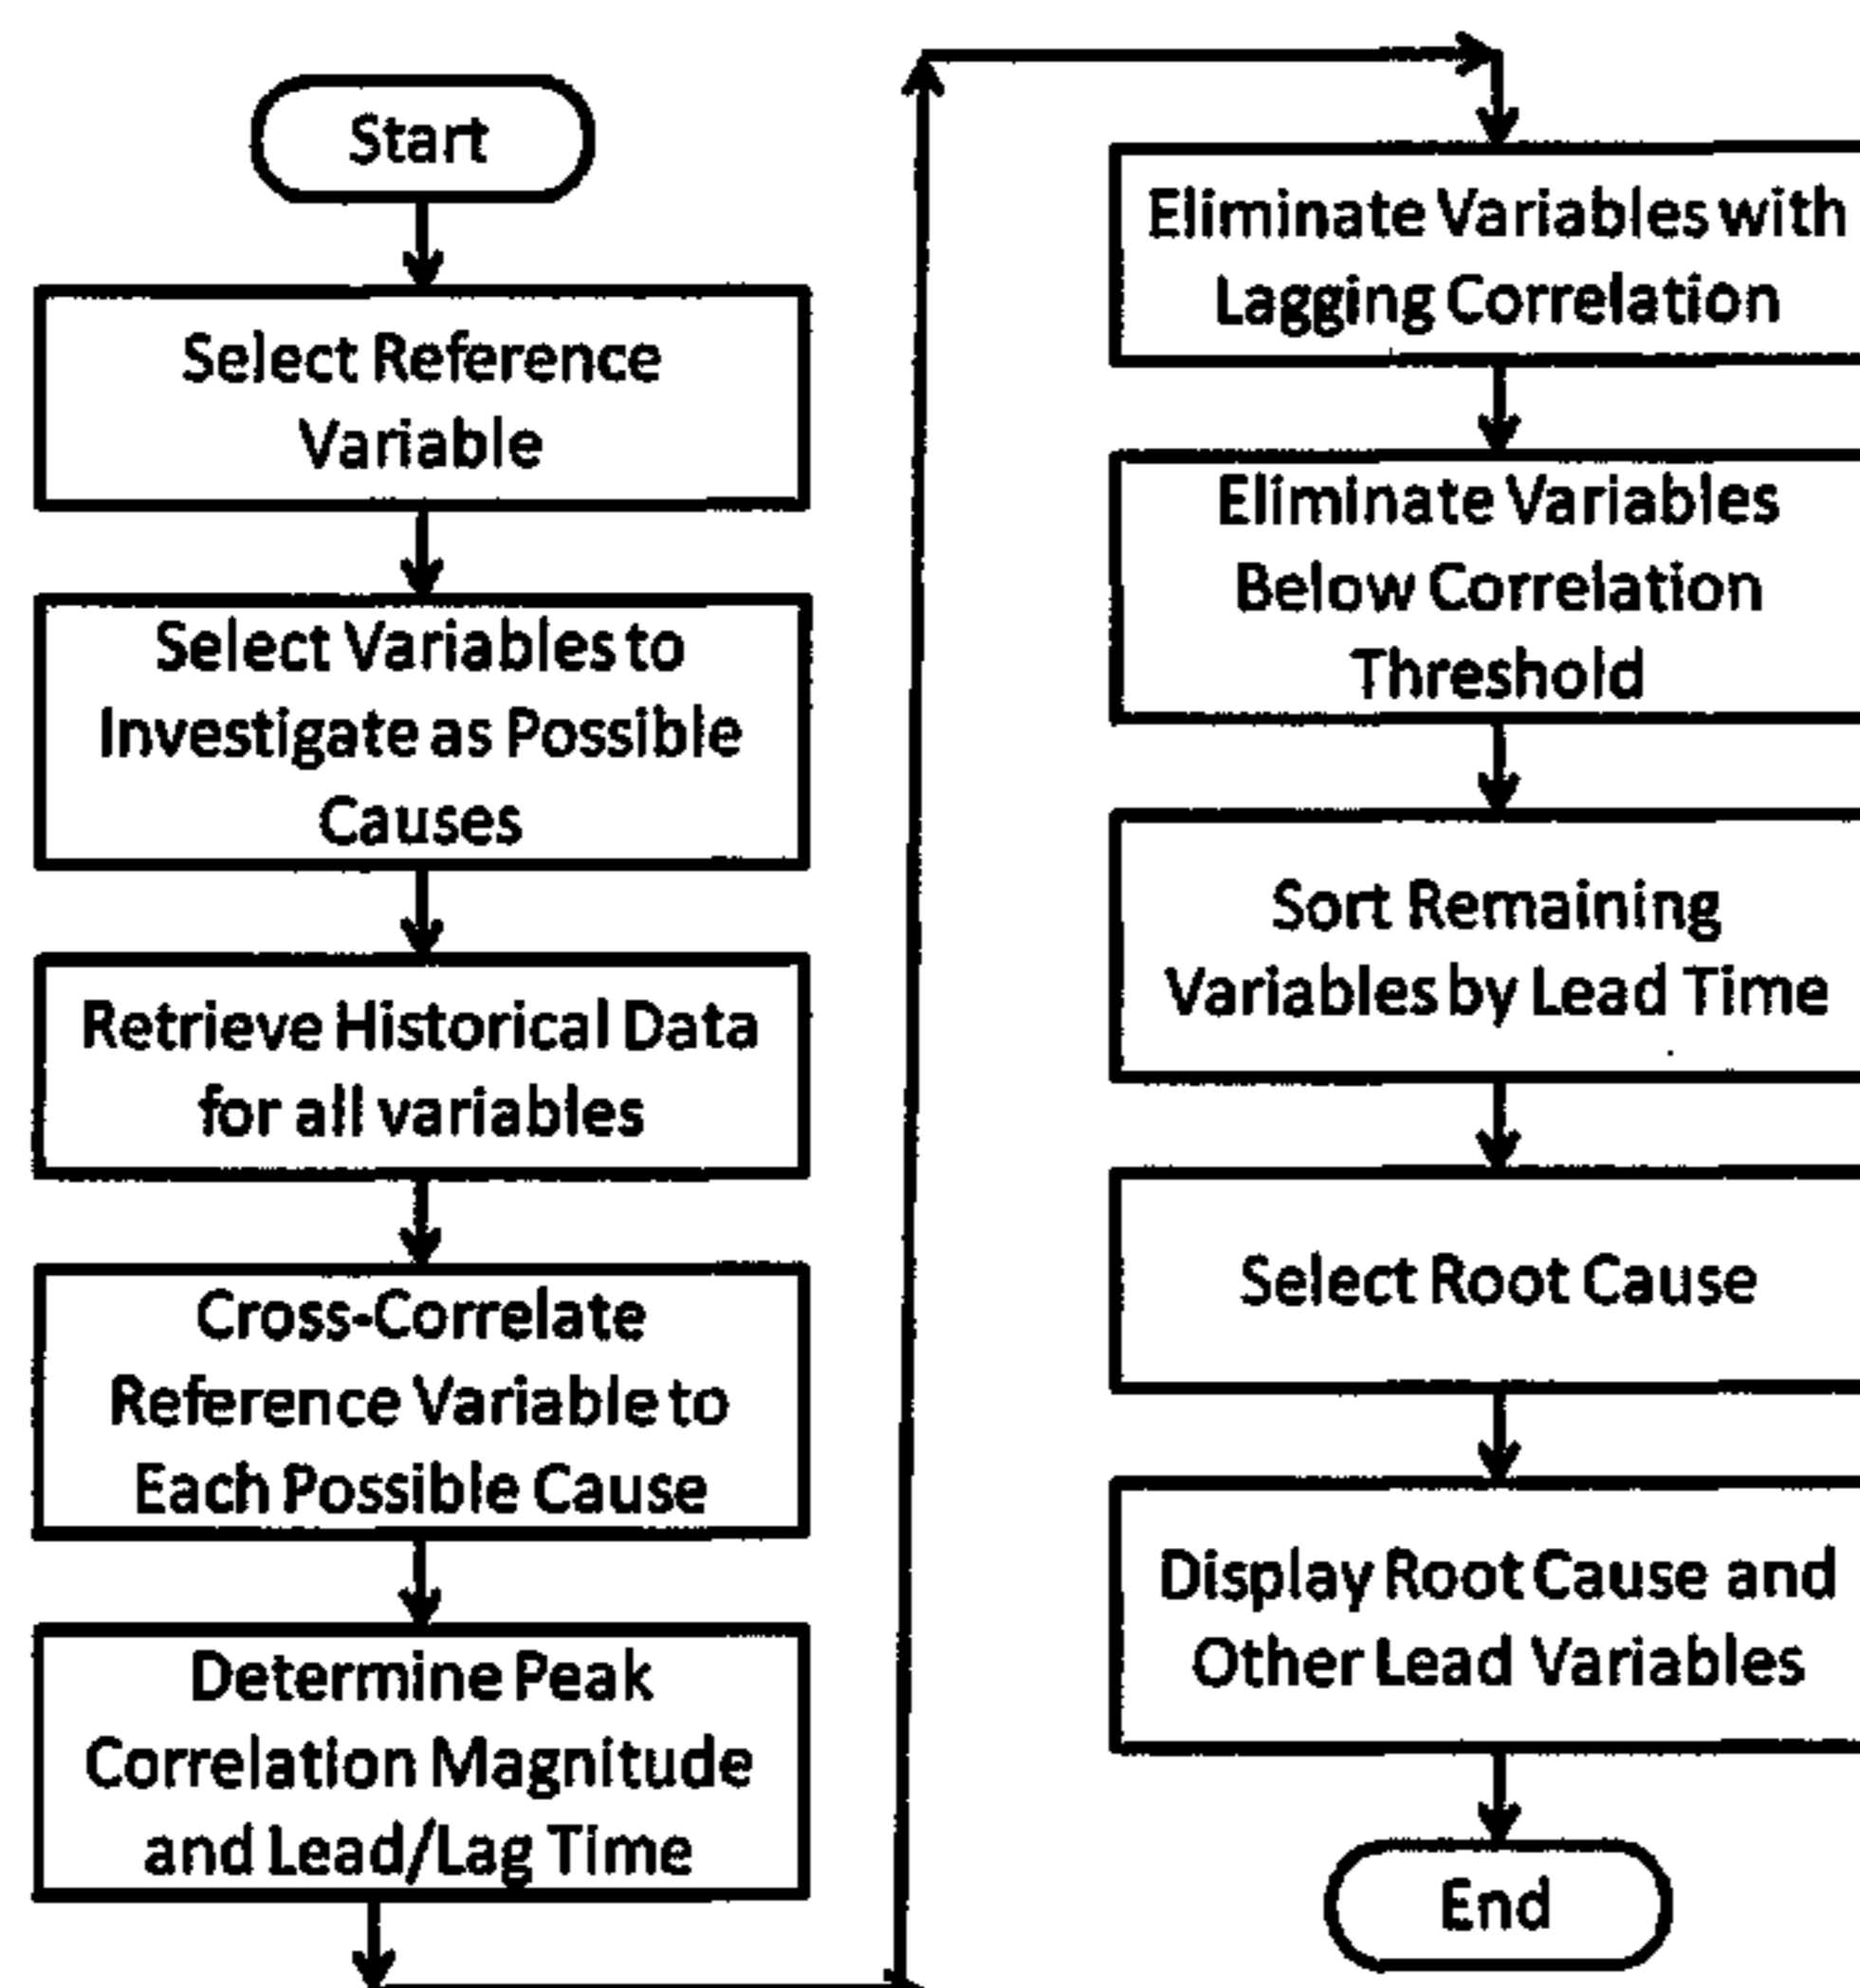 Start
Select Reference
Variable
Select Variables to
Investigate as Possible
Causes
Retrieve Historical Data
for all variables
Cross-Correlate
Reference Variable to
Each Possible Cause
Determine Peak
Correlation Magnitude
and Lead/Lag Time
Eliminate Variables with
Lagging Correlation
Eliminate Variables
Below Correlation
Threshold
Sort Remaining
Variables by Lead Time
Select Root Cause
Display Root Cause and
Other Lead Variables
End